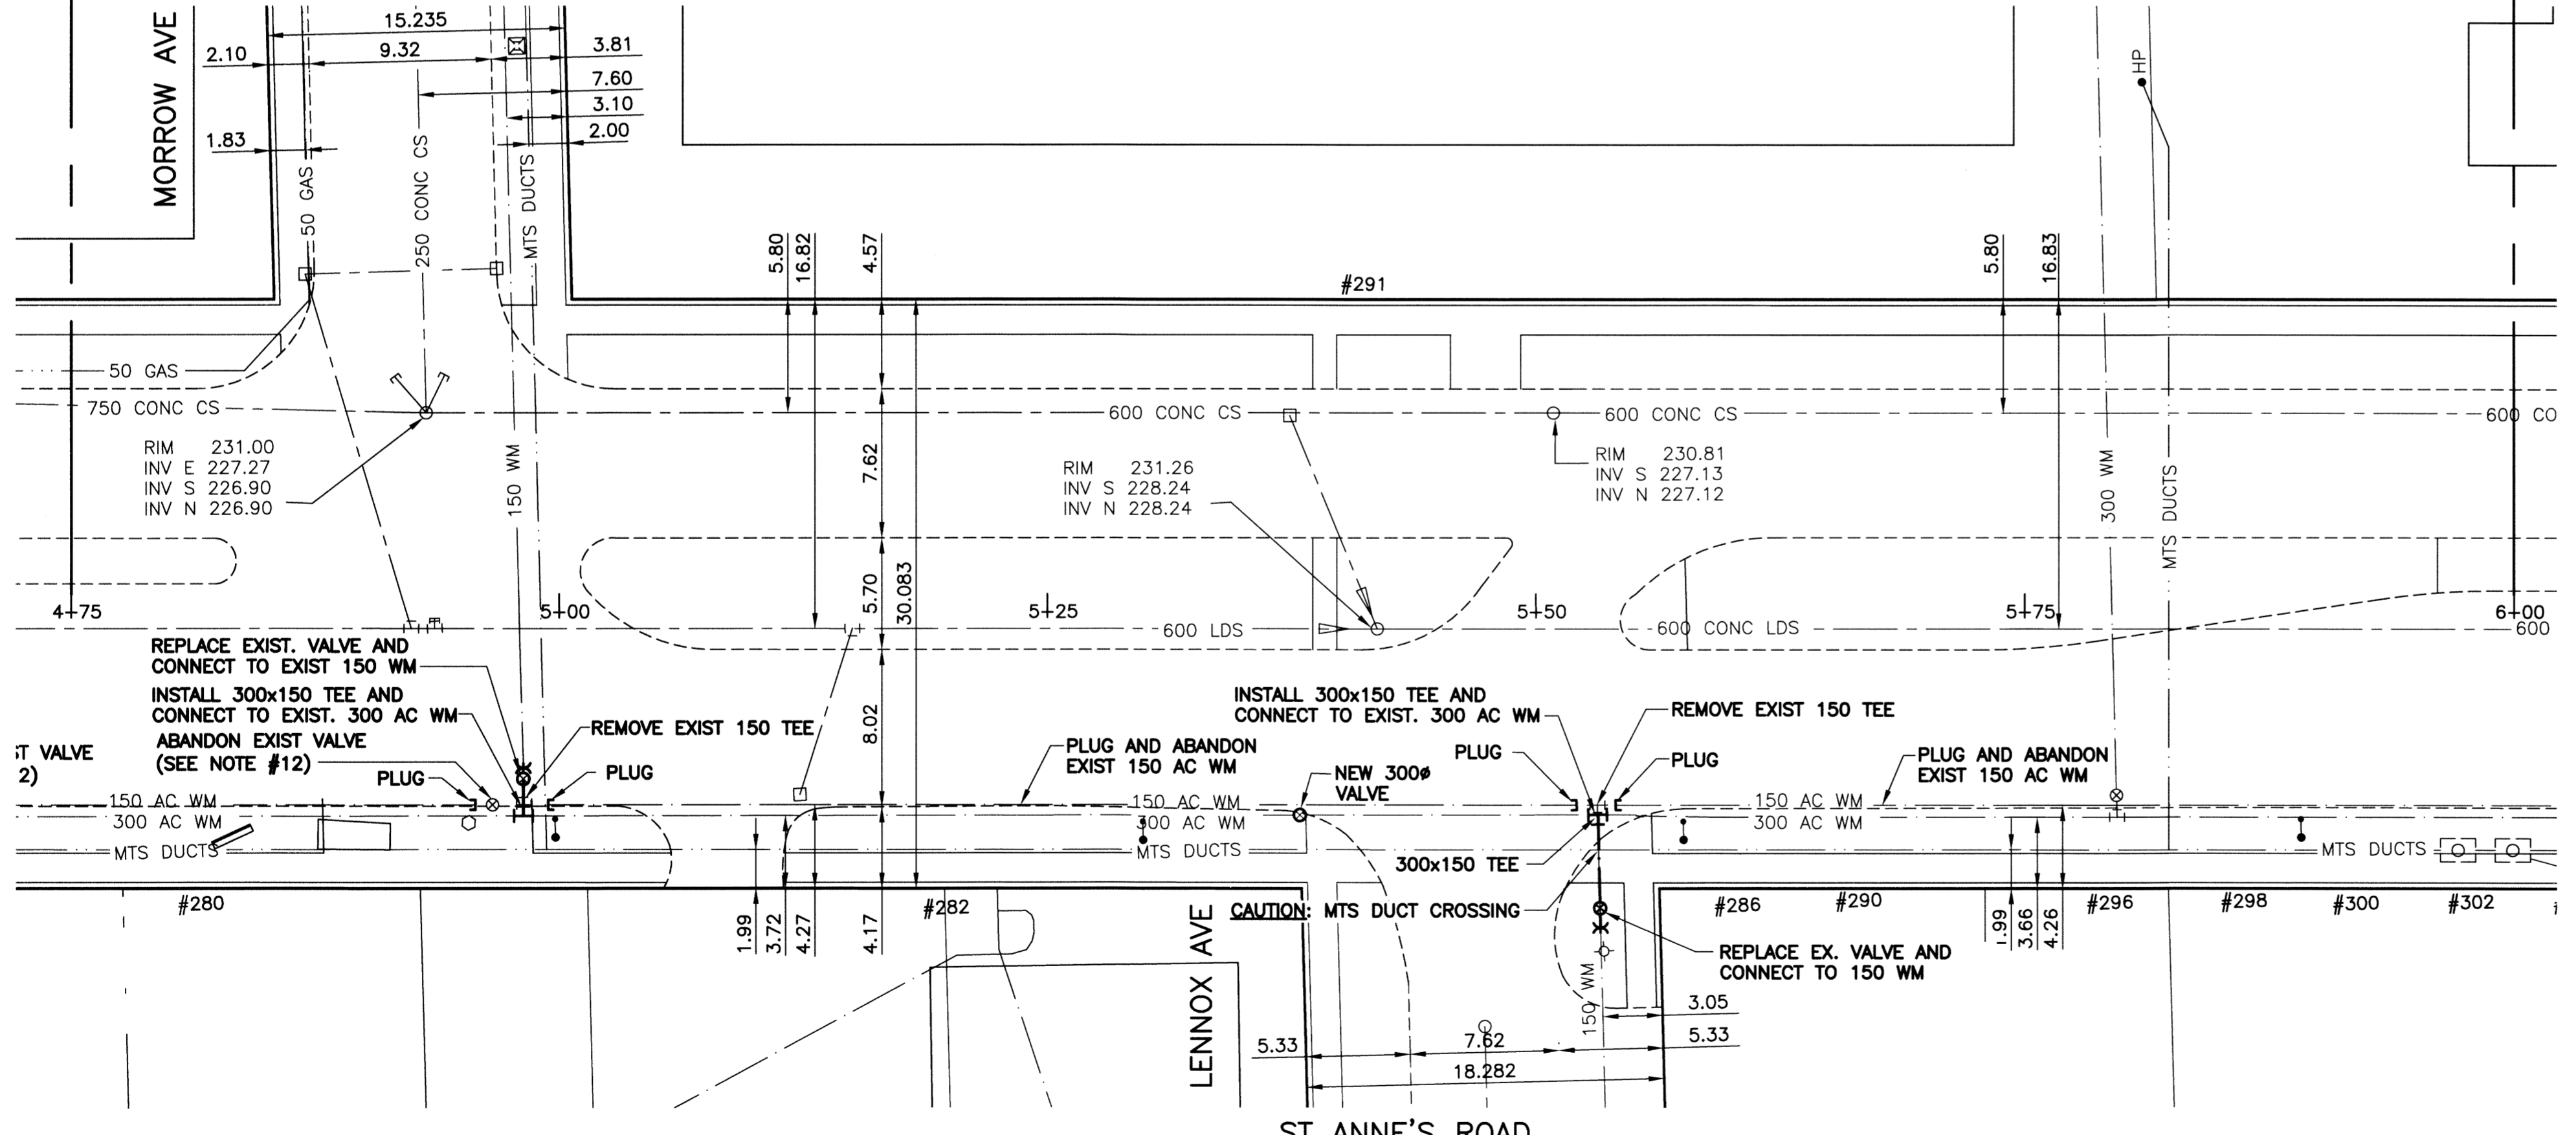 MORROW AVE
15.235
2.10
9.32
3.81
7.60
3.10
2.00
1.83
50 GAS
250 CONC CS
MTS DUCTS
HP
5.80
16.82
4.57
#291
5.80
16.83
50 GAS
750 CONC CS
600 CONC CS
600 CONC CS
600 CO
RIM 231.00
INV E 227.27
INV S 226.90
INV N 226.90
150 WM
7.62
RIM 231.26
INV S 228.24
INV N 228.24
RIM 230.81
INV S 227.13
INV N 227.12
300 WM
MTS DUCTS
4+75
5+00
5.70
30.083
5+25
5+50
5+75
6+00
600 LDS
600 CONC LDS
600
REPLACE EXIST. VALVE AND
CONNECT TO EXIST 150 WM
INSTALL 300x150 TEE AND
CONNECT TO EXIST. 300 AC WM
ABANDON EXIST VALVE
(SEE NOTE #12)
ST VALVE
2)
PLUG
REMOVE EXIST 150 TEE
PLUG
8.02
PLUG AND ABANDON
EXIST 150 AC WM
INSTALL 300x150 TEE AND
CONNECT TO EXIST. 300 AC WM
PLUG
NEW 300ø
VALVE
REMOVE EXIST 150 TEE
PLUG
PLUG AND ABANDON
EXIST 150 AC WM
150 AC WM
300 AC WM
MTS DUCTS
150 AC WM
300 AC WM
MTS DUCTS
150 AC WM
300 AC WM
MTS DUCTS
300x150 TEE
CAUTION: MTS DUCT CROSSING
#280
#282
#286
#290
#296
#298
#300
#302
1.99
3.72
4.27
4.17
1.99
3.66
4.26
LENNOX AVE
REPLACE EX. VALVE AND
CONNECT TO 150 WM
150 WM
3.05
5.33
7.62
5.33
18.282
ST ANNE'S ROAD